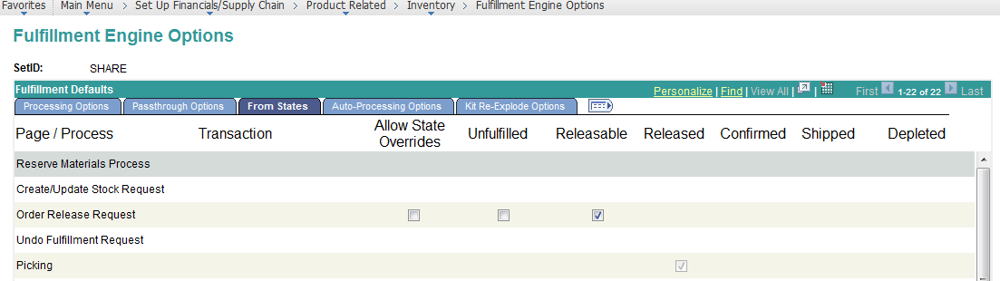 Favorites Main Menu > Set Up Financials/Supply Chain > Product Related > Inventory > Fulfillment Engine Options
Fulfillment Engine Options
SetID: SHARE
Fulfillment Defaults Personalize | Find | View All | | First 1-22 of 22 Last
Processing Options Passthrough Options From States Auto-Processing Options Kit Re-Explode Options
Page / Process Transaction Allow State Overrides Unfulfilled Releasable Released Confirmed Shipped Depleted
Reserve Materials Process
Create/Update Stock Request
Order Release Request
Undo Fulfillment Request
Picking